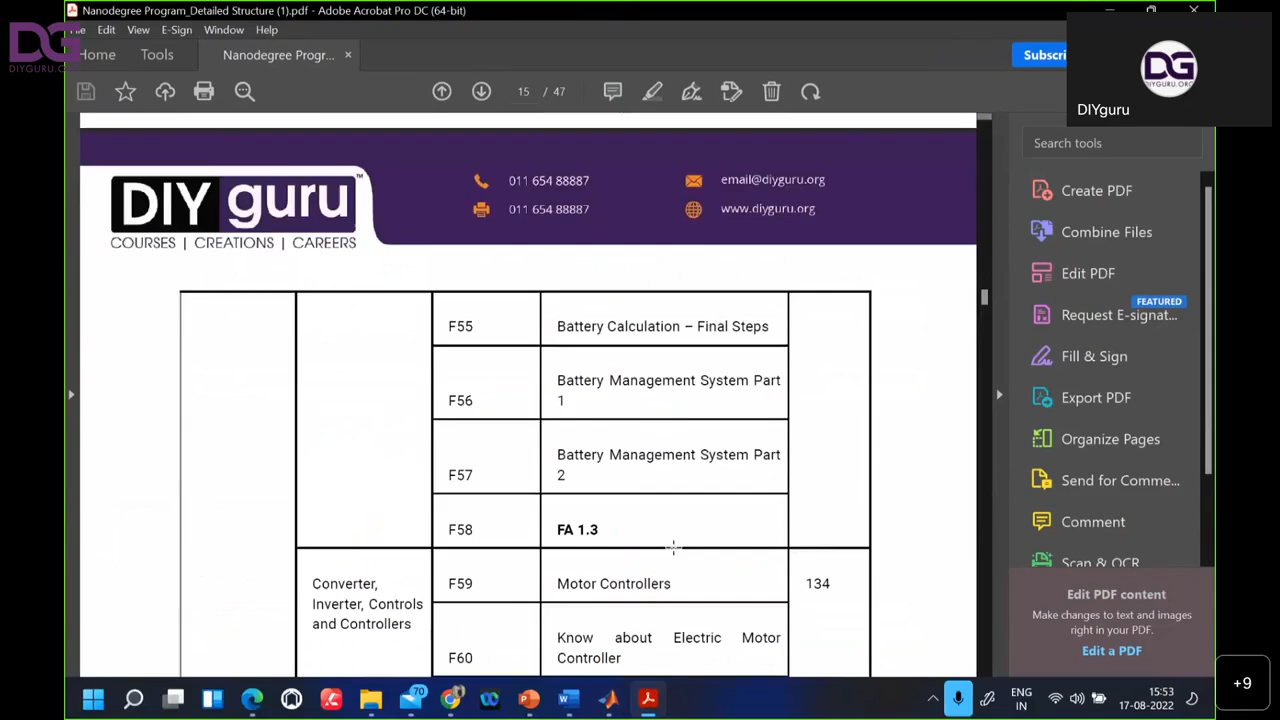 Nanodegree Program_Detailed Structure (1).pdf - Adobe Acrobat Pro DC (64-bit)
DG
DIYGURU.ORG
Edit View E-Sign Window Help
Home Tools Nanodegree Prog... ×
Subscri
15 / 47
DG
DIYGURU.ORG
DIYguru
DIY guru™
COURSES | CREATIONS | CAREERS
011 654 88887
email@diyguru.org
011 654 88887
www.diyguru.org
F55 Battery Calculation – Final Steps
F56 Battery Management System Part
1
F57 Battery Management System Part
2
F58 FA 1.3
Converter,
Inverter, Controls
and Controllers
F59 Motor Controllers 134
F60 Know about Electric Motor
Controller
Search tools
Create PDF
Combine Files
Edit PDF
FEATURED
Request E-signat...
Fill & Sign
Export PDF
Organize Pages
Send for Comme...
Comment
Scan & OCR
Edit PDF content
Make changes to text and images
right in your PDF.
Edit a PDF
70
ENG
IN
15:53
17-08-2022
+9